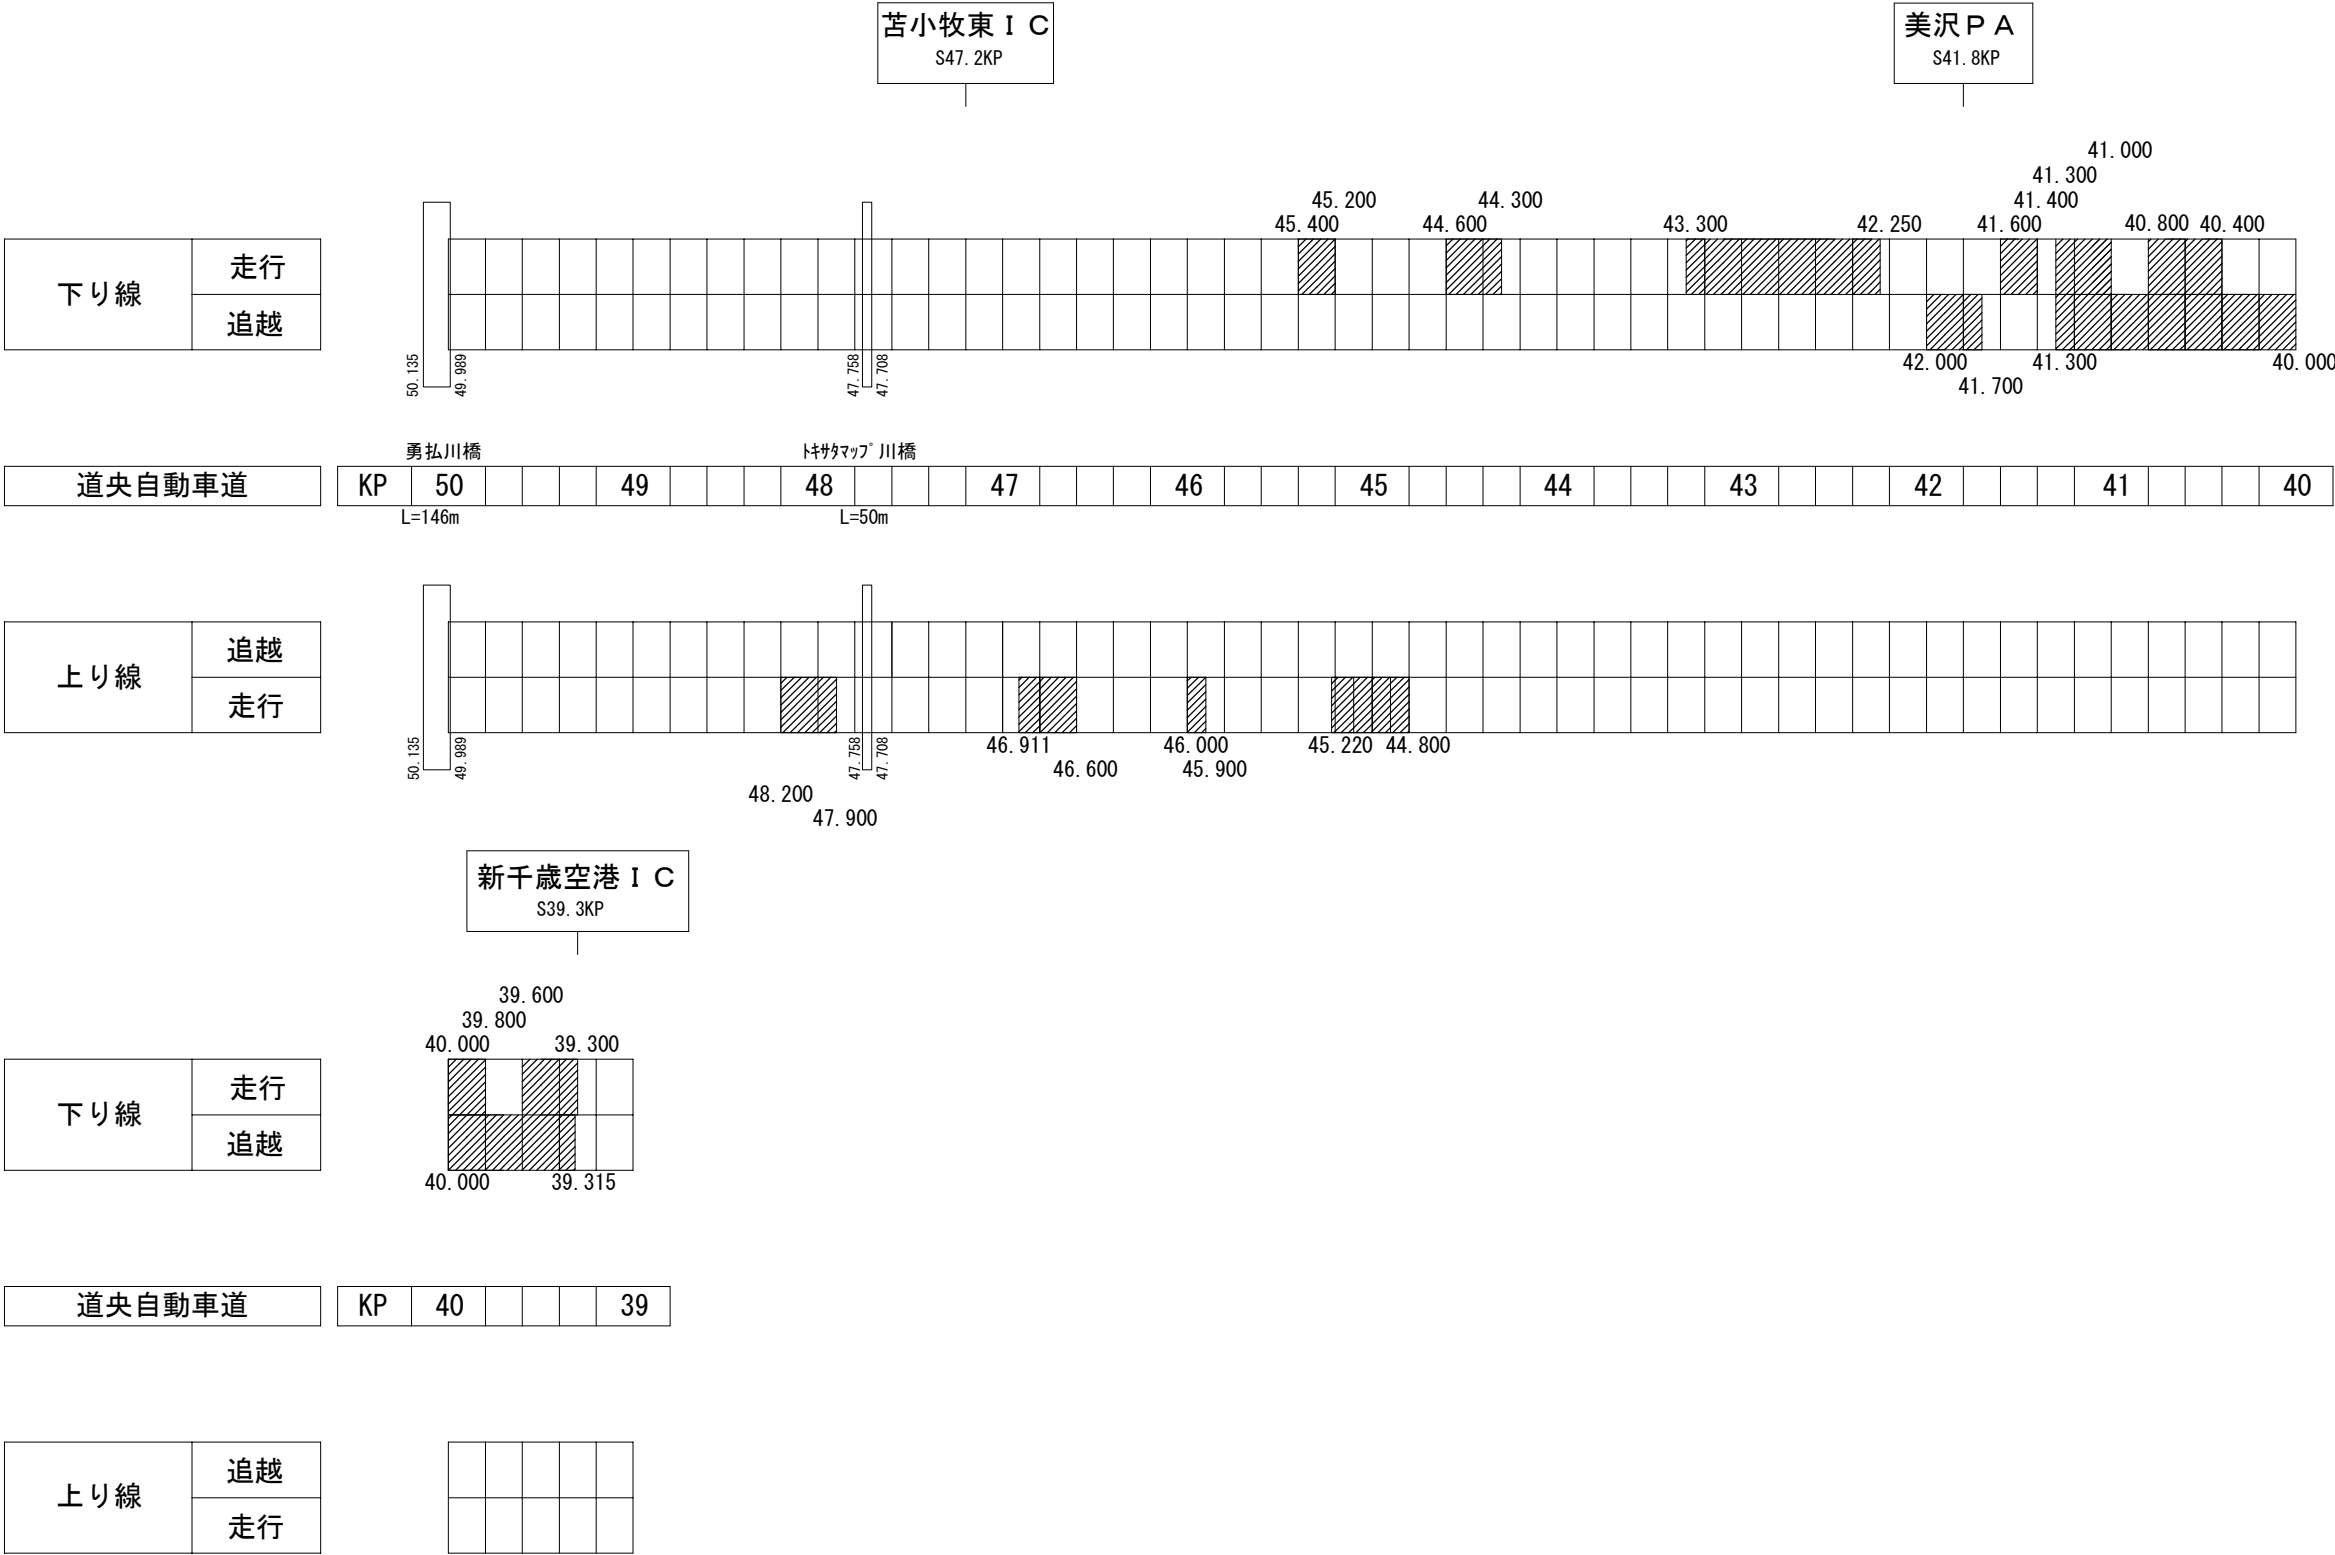 苫小牧東ＩＣ
S47.2KP
美沢ＰＡ
S41.8KP
41.000
41.300
45.200 44.300 41.400
45.400 44.600 43.300 42.250 41.600 40.800 40.400
下り線 走行
追越
50.135 49.989 47.758 47.708
42.000 41.300 40.000
41.700
勇払川橋 ﾄｷｻﾀﾏｯﾌﾟ川橋
道央自動車道 KP 50 49 48 47 46 45 44 43 42 41 40
L=146m L=50m
上り線 追越
走行
50.135 49.989 47.758 47.708
46.911 46.000 45.220 44.800
46.600 45.900
48.200
47.900
新千歳空港ＩＣ
S39.3KP
39.600
39.800
40.000 39.300
下り線 走行
追越
40.000 39.315
道央自動車道 KP 40 39
上り線 追越
走行